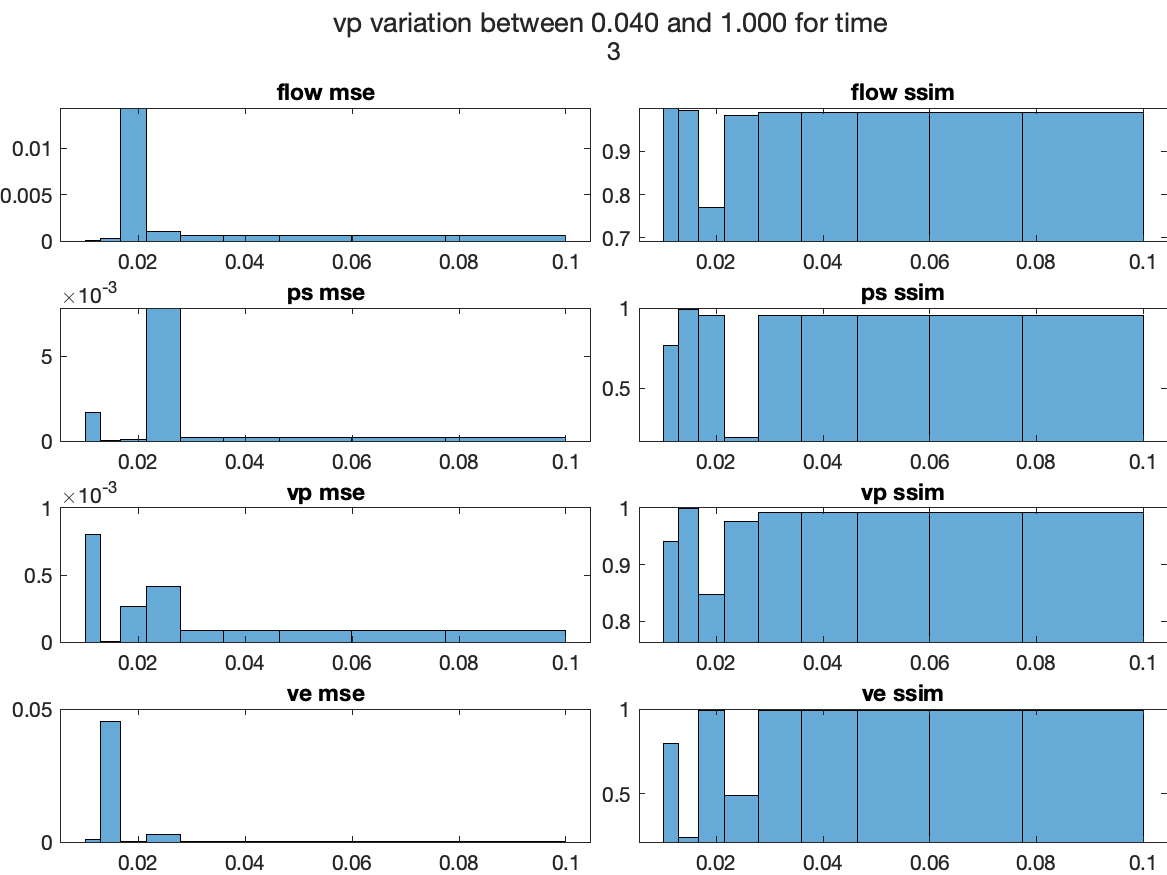 vp variation between 0.040 and 1.000 for time
3
flow mse
0.01
0.005
0
0.02 0.04 0.06 0.08 0.1
flow ssim
0.9
0.8
0.7
0.02 0.04 0.06 0.08 0.1
×10-3
ps mse
5
0
0.02 0.04 0.06 0.08 0.1
ps ssim
1
0.5
0.02 0.04 0.06 0.08 0.1
×10-3
vp mse
1
0.5
0
0.02 0.04 0.06 0.08 0.1
vp ssim
1
0.9
0.8
0.02 0.04 0.06 0.08 0.1
ve mse
0.05
0
0.02 0.04 0.06 0.08 0.1
ve ssim
1
0.5
0.02 0.04 0.06 0.08 0.1